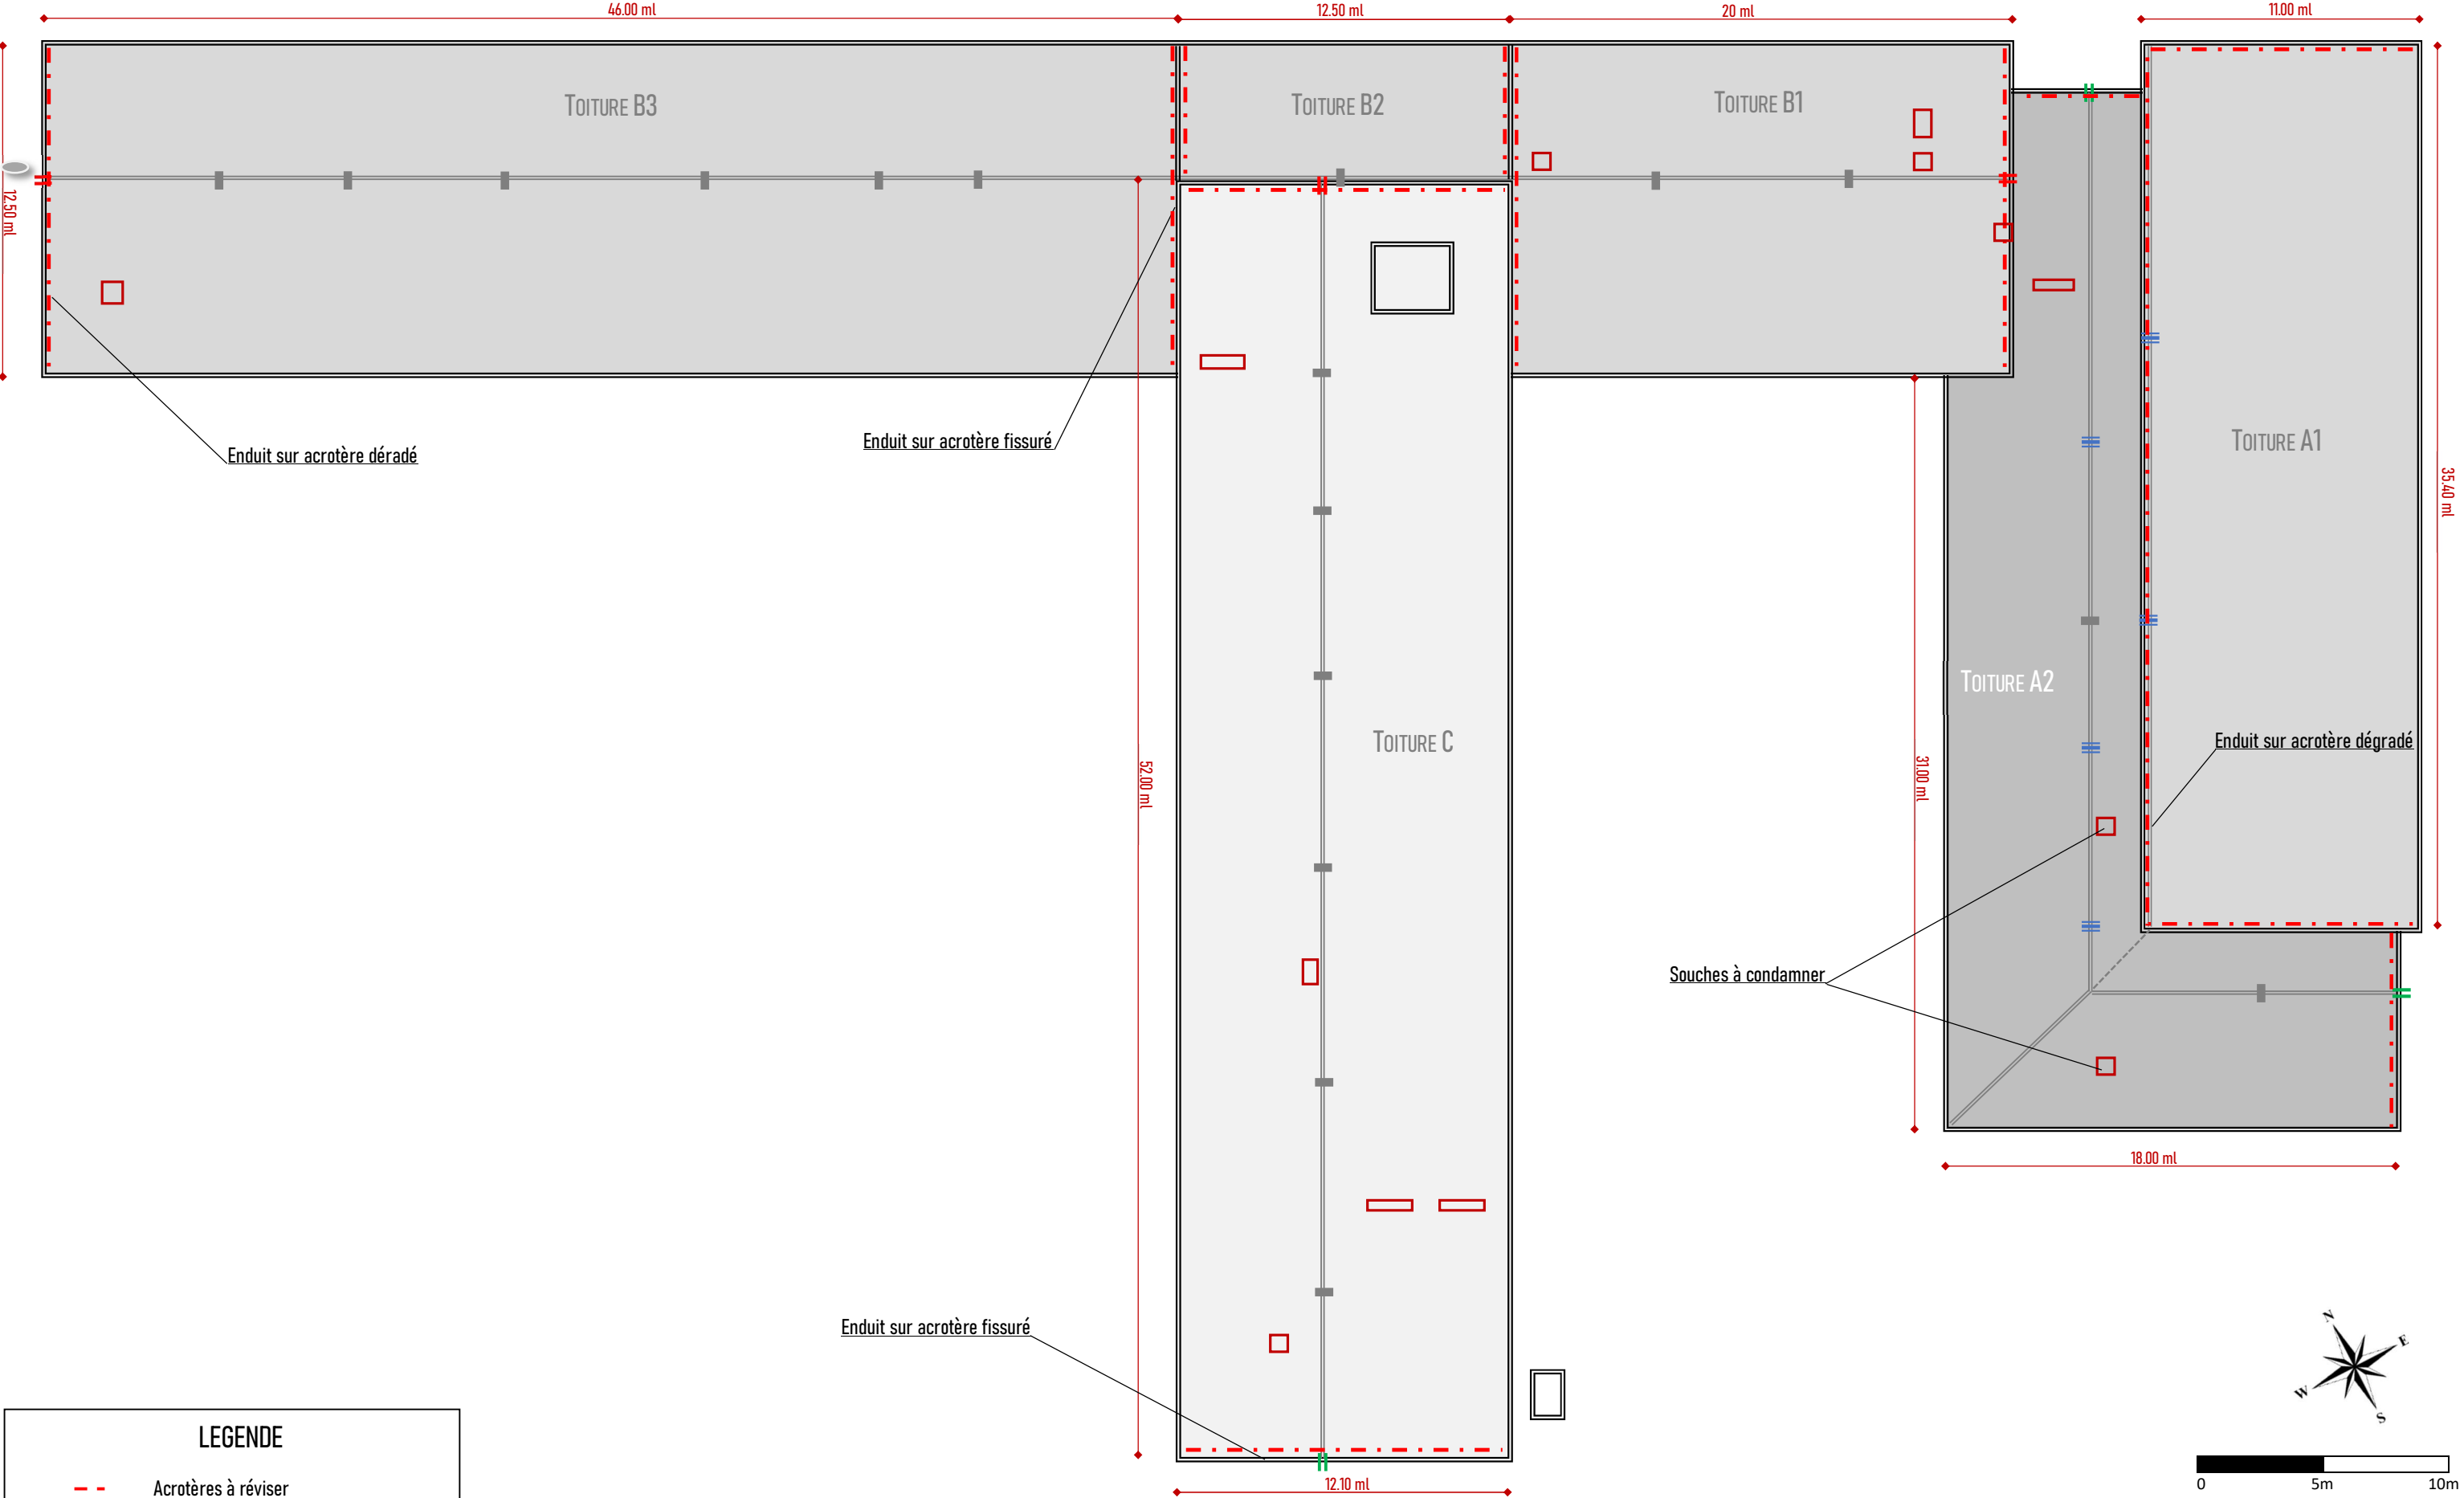 46.00 ml
12.50 ml
20 ml
11.00 ml
TOITURE B3
TOITURE B2
TOITURE B1
12.50 ml
TOITURE A1
35.40 ml
Enduit sur acrotère déradé
Enduit sur acrotère fissuré
TOITURE A2
TOITURE C
Enduit sur acrotère dégradé
52.00 ml
31.00 ml
Souches à condamner
18.00 ml
Enduit sur acrotère fissuré
N
E
W
S
LEGENDE
Acrotères à réviser
12.10 ml
0 5m 10m